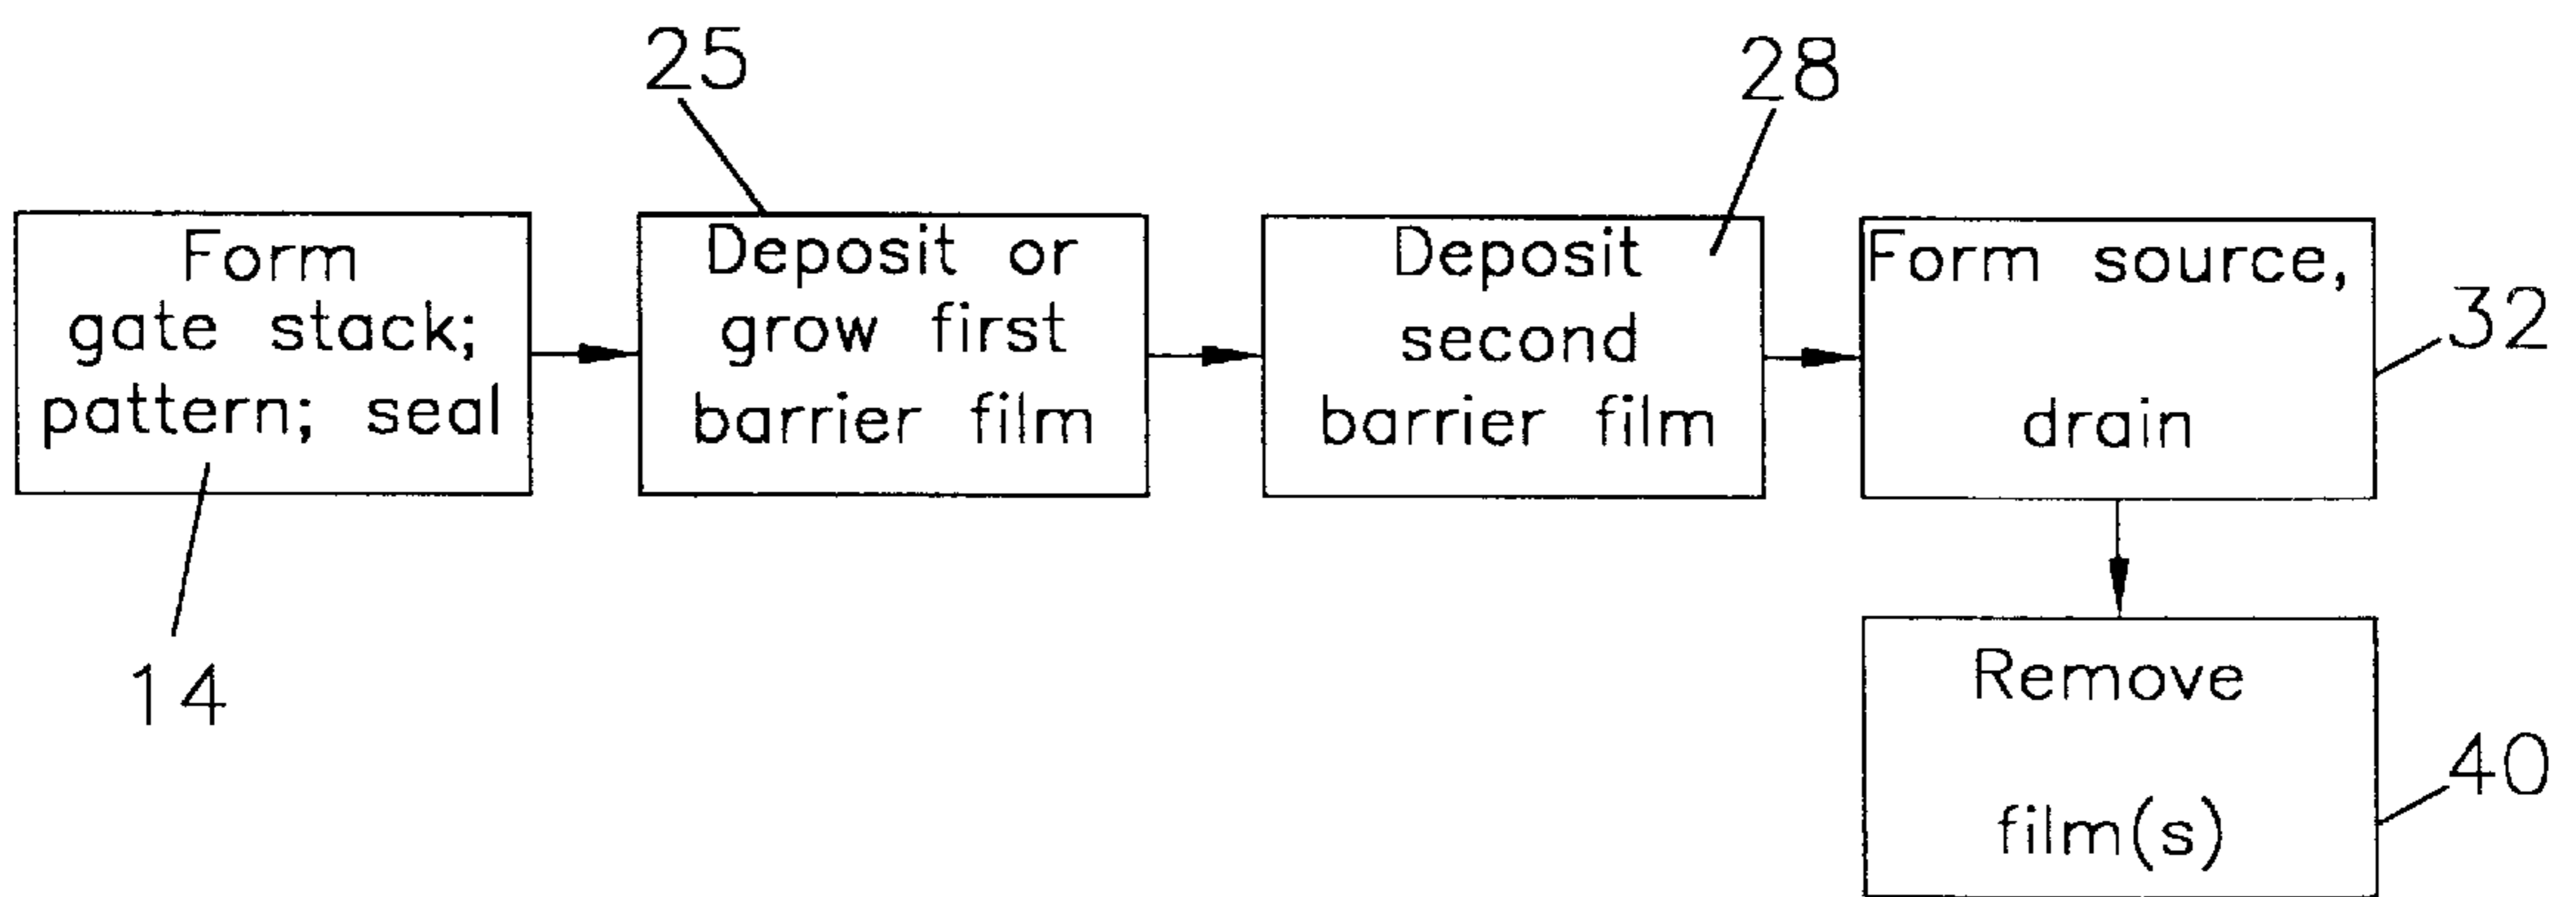 25
28
Form
gate stack;
pattern; seal
Deposit or
grow first
barrier film
Deposit
second
barrier film
Form source,
drain
32
14
Remove
film(s)
40